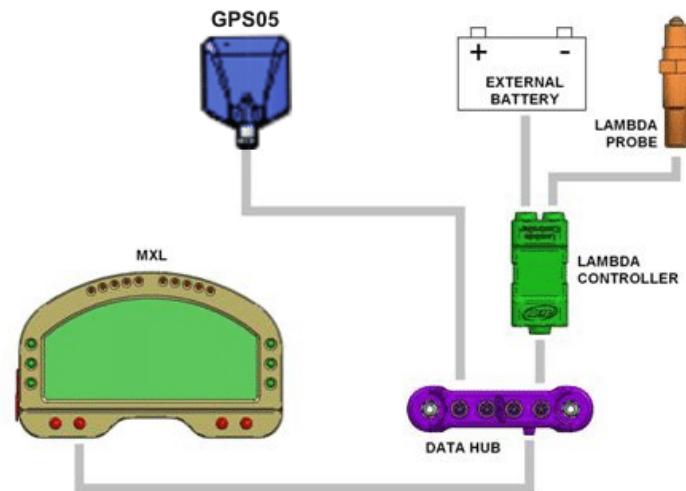 GPS05
+ -
EXTERNAL
BATTERY
LAMBDA
PROBE
MXL
LAMBDA
CONTROLLER
DATA HUB